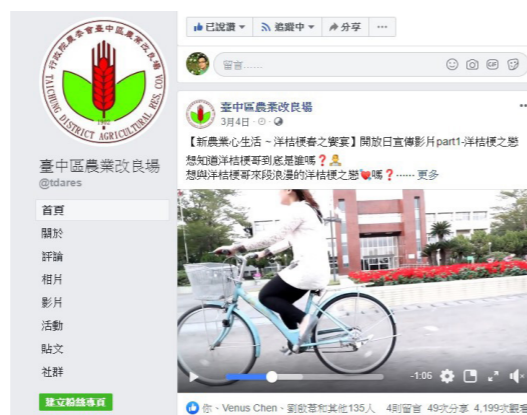 行政院農委會臺中區農業改良場
1902
TAICHUNG DISTRICT AGRICULTURAL RES. COA
臺中區農業改良場
@tdares
首頁
關於
評論
相片
影片
活動
貼文
社群
建立粉絲專頁
已說讚
追蹤中
分享
留言......
GIF
臺中區農業改良場
3月4日
【新農業心生活~洋桔梗春之饗宴】開放日宣傳影片part1-洋桔梗之戀
想知道洋桔梗哥到底是誰嗎?
想與洋桔梗哥來段浪漫的洋桔梗之戀嗎?...... 更多
-1:06
你、Venus Chen、劉啟葦和其他135人 4則留言 49次分享 4,199次觀看